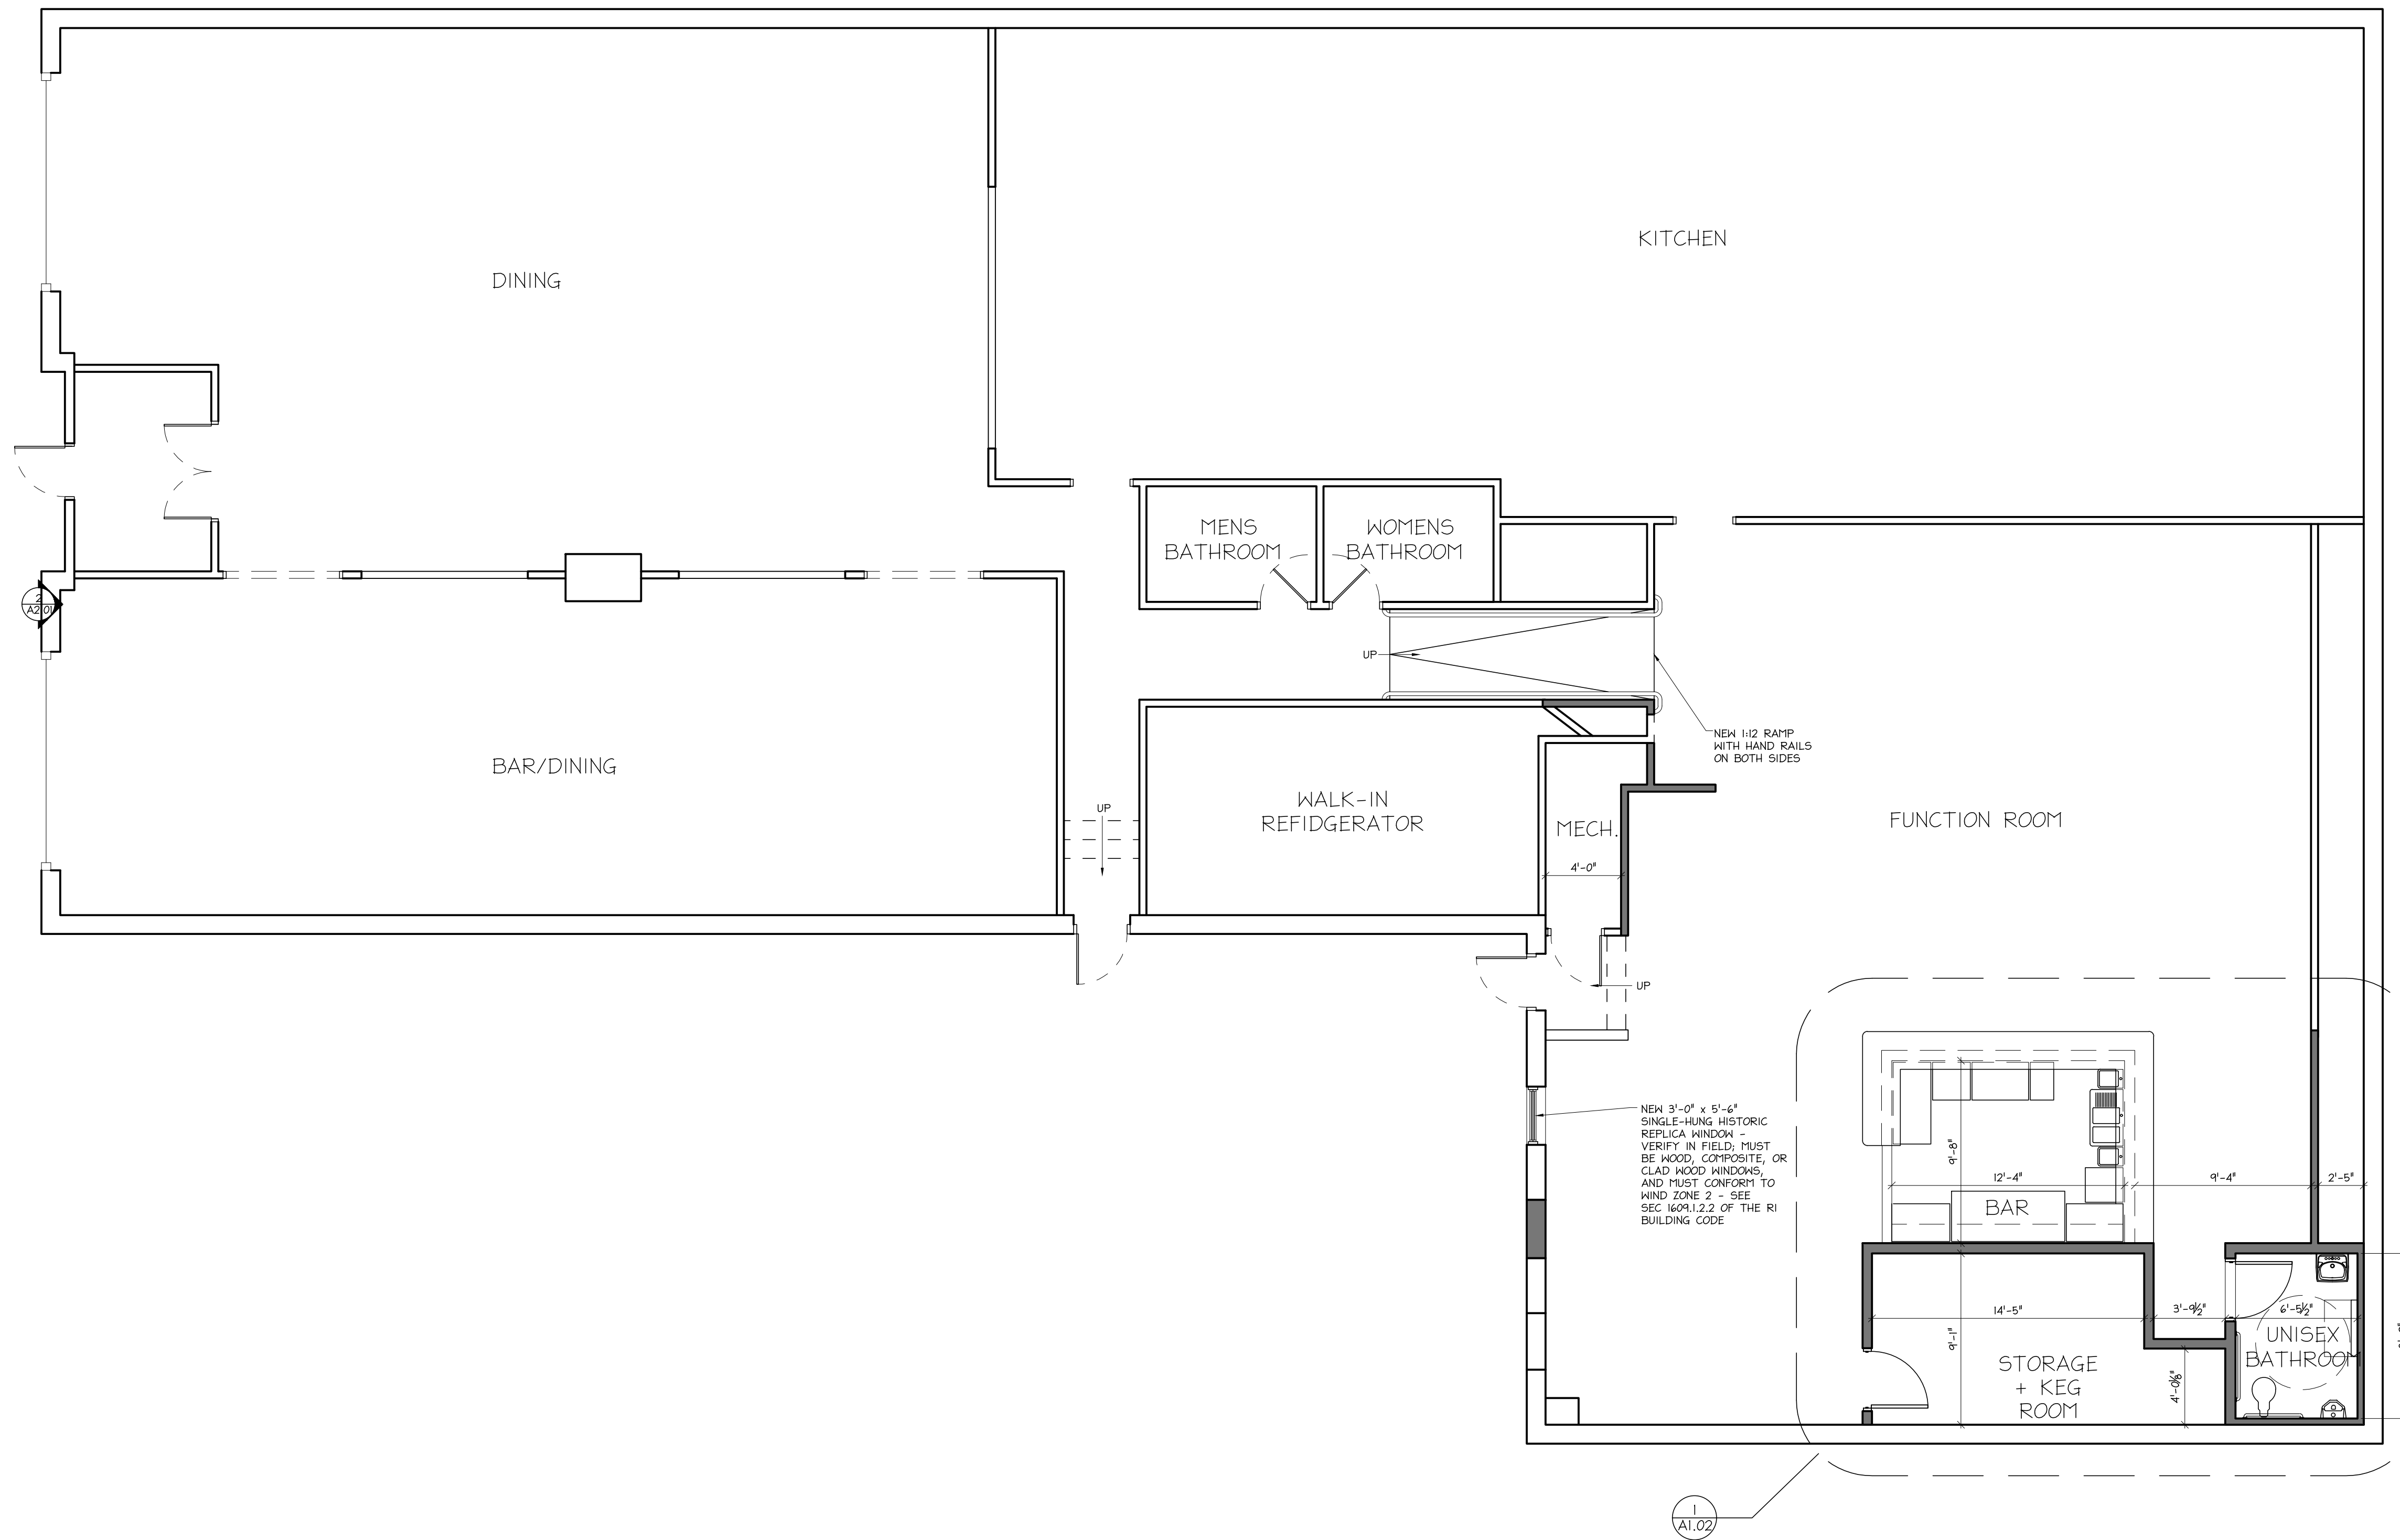 KITCHEN
DINING
MENS
BATHROOM
WOMENS
BATHROOM
2
A2.01
UP
NEW 1:12 RAMP
WITH HAND RAILS
ON BOTH SIDES
BAR/DINING
UP
WALK-IN
REFIDGERATOR
MECH.
4'-0"
FUNCTION ROOM
UP
NEW 3'-0" x 5'-6"
SINGLE-HUNG HISTORIC
REPLICA WINDOW -
VERIFY IN FIELD; MUST
BE WOOD, COMPOSITE, OR
CLAD WOOD WINDOWS,
AND MUST CONFORM TO
WIND ZONE 2 - SEE
SEC 1609.1.2.2 OF THE RI
BUILDING CODE
9'-8"
12'-4"
9'-4"
2'-5"
BAR
14'-5"
3'-9½"
6'-5½"
9'-1"
UNISEX
BATHROOM
STORAGE
+ KEG
ROOM
4'-0⅛"
1
A1.02